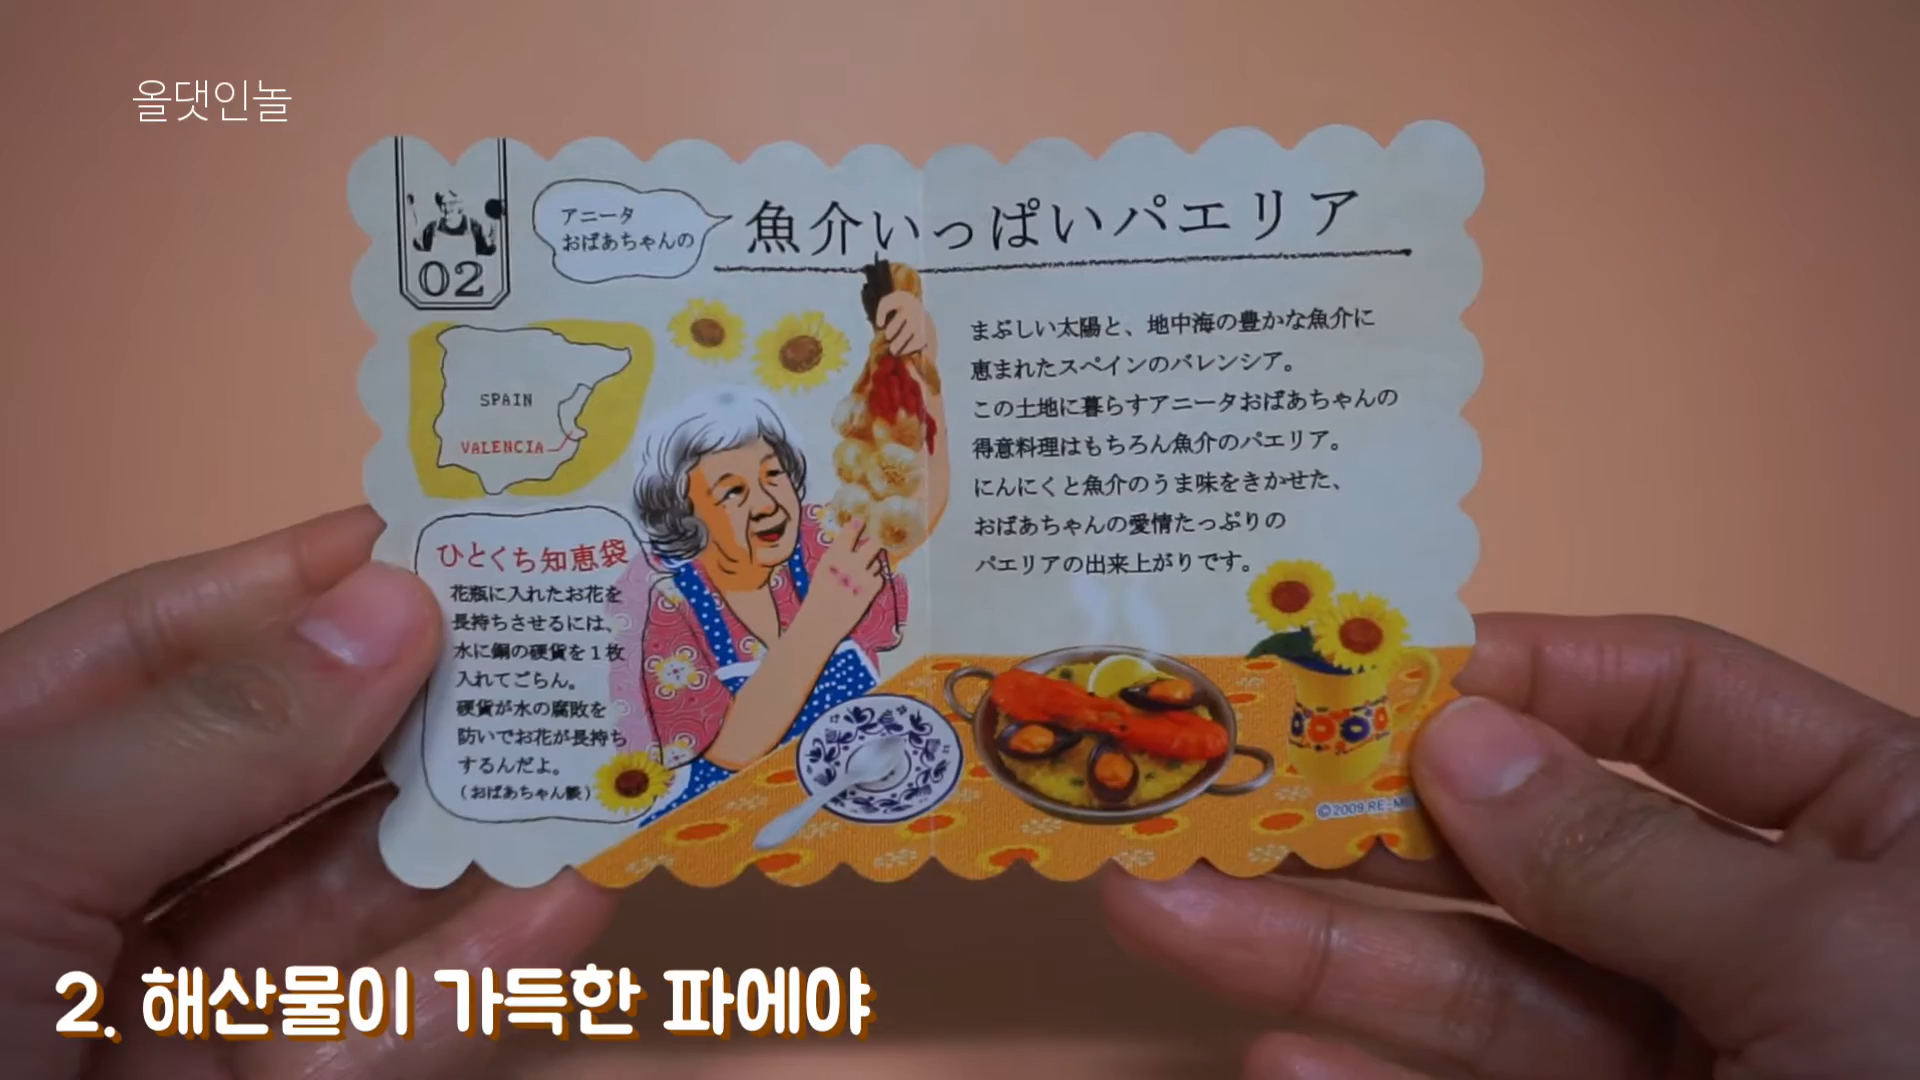 올댓인놀
02
アニータ
おばあちゃんの
魚介いっぱいパエリア
SPAIN
VALENCIA
まぶしい太陽と、地中海の豊かな魚介に
恵まれたスペインのバレンシア。
この土地に暮らすアニータおばあちゃんの
得意料理はもちろん魚介のパエリア。
にんにくと魚介のうま味をきかせた、
おばあちゃんの愛情たっぷりの
パエリアの出来上がりです。
ひとくち知恵袋
花瓶に入れたお花を
長持ちさせるには、
水に銅の硬貨を1枚
入れてごらん。
硬貨が水の腐敗を
防いでお花が長持ち
するんだよ。
(おばあちゃん談)
©2009 RE-ME
2. 해산물이 가득한 파에야